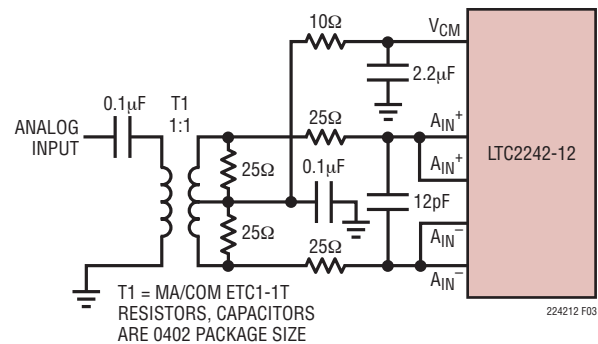 10Ω
VCM
2.2µF
0.1µF
T1
1:1
25Ω
AIN+
ANALOG
INPUT
25Ω
0.1µF
AIN+
LTC2242-12
12pF
25Ω
25Ω
AIN−
AIN−
T1 = MA/COM ETC1-1T
RESISTORS, CAPACITORS
ARE 0402 PACKAGE SIZE
224212 F03